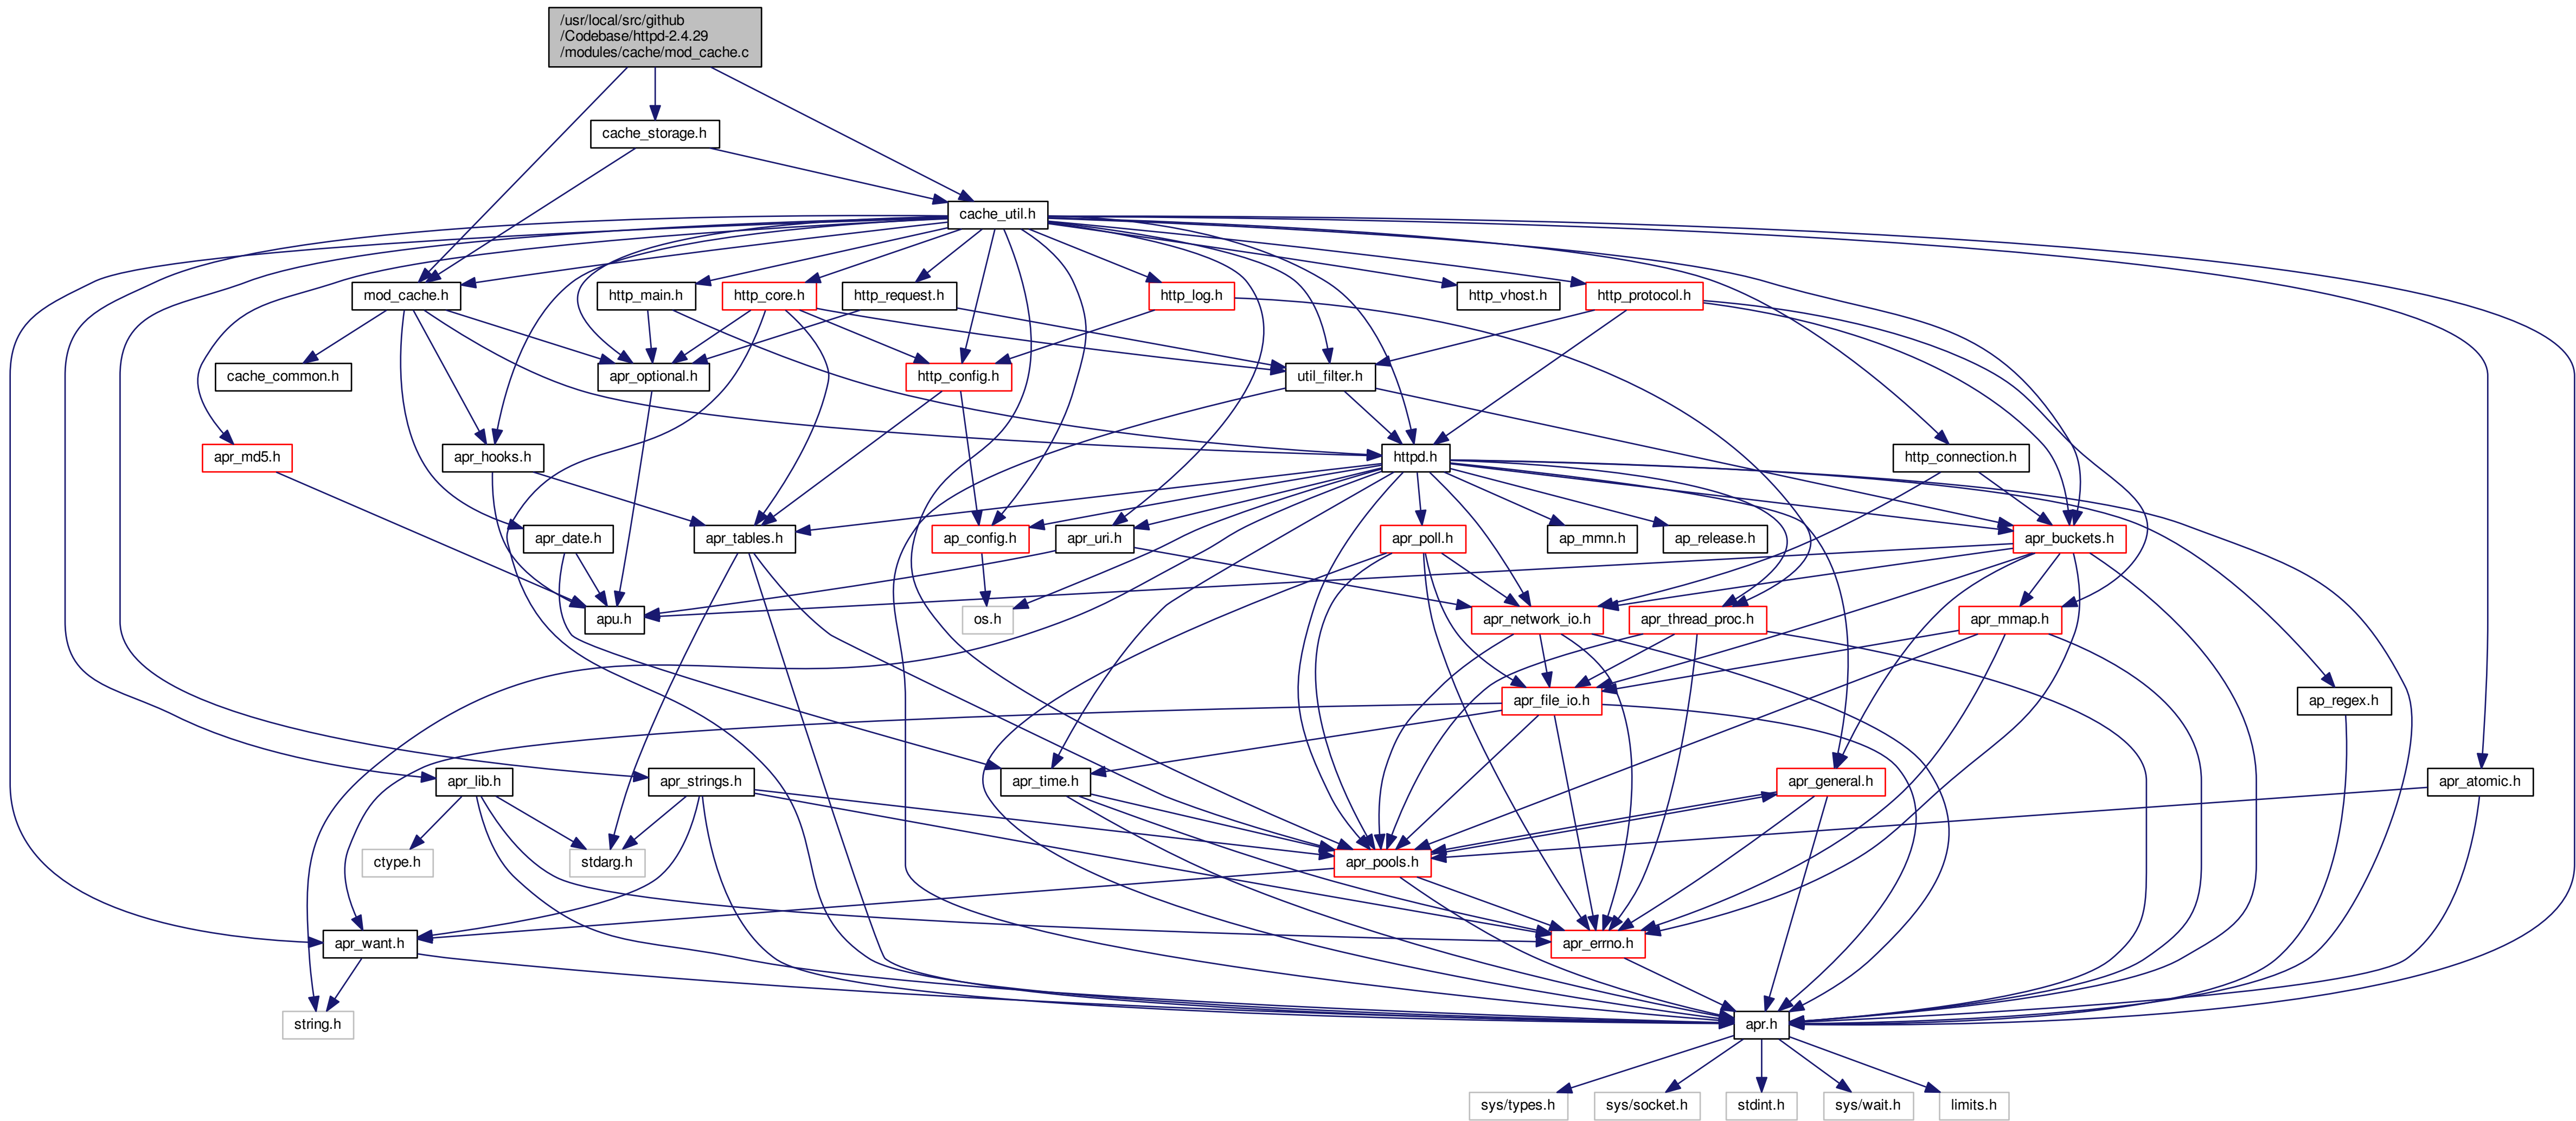 /usr/local/src/github
/Codebase/httpd-2.4.29
/modules/cache/mod_cache.c
cache_storage.h
cache_util.h
mod_cache.h
http_main.h
http_core.h
http_request.h
http_log.h
http_vhost.h
http_protocol.h
cache_common.h
apr_optional.h
http_config.h
util_filter.h
apr_md5.h
apr_hooks.h
httpd.h
http_connection.h
apr_date.h
apr_tables.h
ap_config.h
apr_uri.h
apr_poll.h
ap_mmn.h
ap_release.h
apr_buckets.h
apu.h
os.h
apr_network_io.h
apr_thread_proc.h
apr_mmap.h
apr_file_io.h
ap_regex.h
apr_lib.h
apr_strings.h
apr_time.h
apr_general.h
apr_atomic.h
ctype.h
stdarg.h
apr_pools.h
apr_want.h
apr_errno.h
string.h
apr.h
sys/types.h
sys/socket.h
stdint.h
sys/wait.h
limits.h